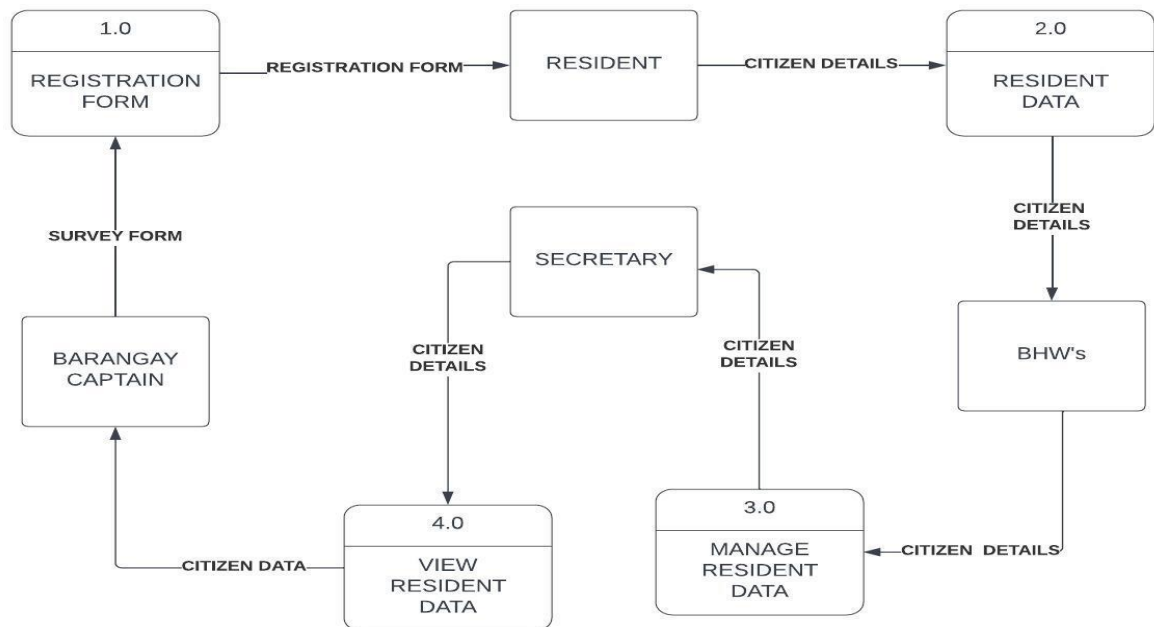 1.0
REGISTRATION
FORM
REGISTRATION FORM
RESIDENT
CITIZEN DETAILS
2.0
RESIDENT
DATA
CITIZEN
DETAILS
SURVEY FORM
SECRETARY
BARANGAY
CAPTAIN
CITIZEN
DETAILS
CITIZEN
DETAILS
BHW's
4.0
VIEW
RESIDENT
DATA
CITIZEN DATA
3.0
MANAGE
RESIDENT
DATA
CITIZEN DETAILS